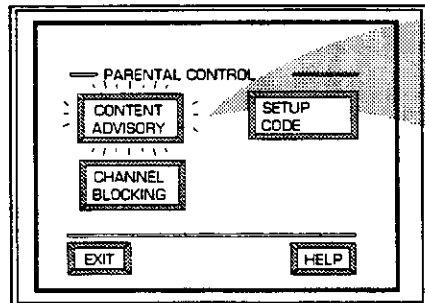 PARENTAL CONTROL
CONTENT
ADVISORY
SETUP
CODE
CHANNEL
BLOCKING
EXIT
HELP